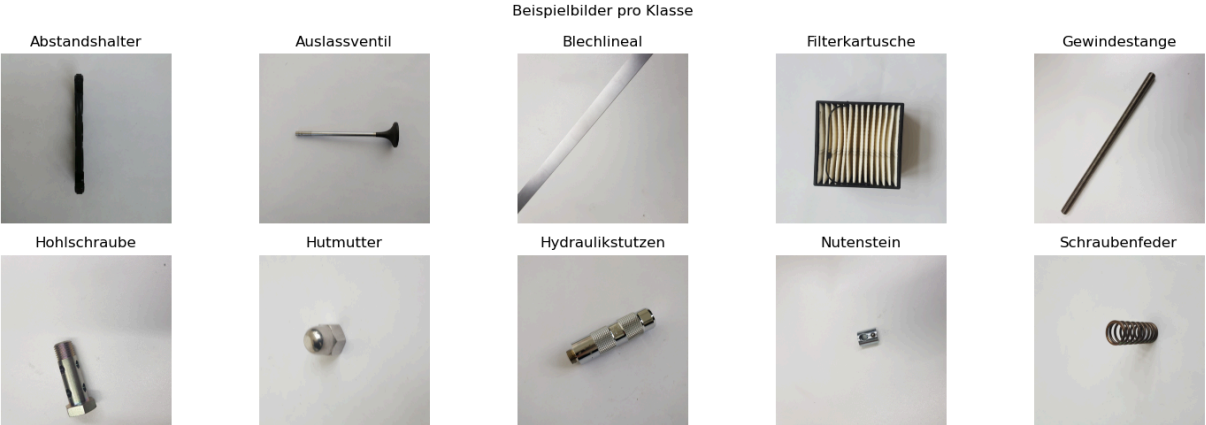 Beispielbilder pro Klasse
Abstandshalter
Auslassventil
Blechlineal
Filterkartusche
Gewindestange
Hohlschraube
Hutmutter
Hydraulikstutzen
Nutenstein
Schraubenfeder